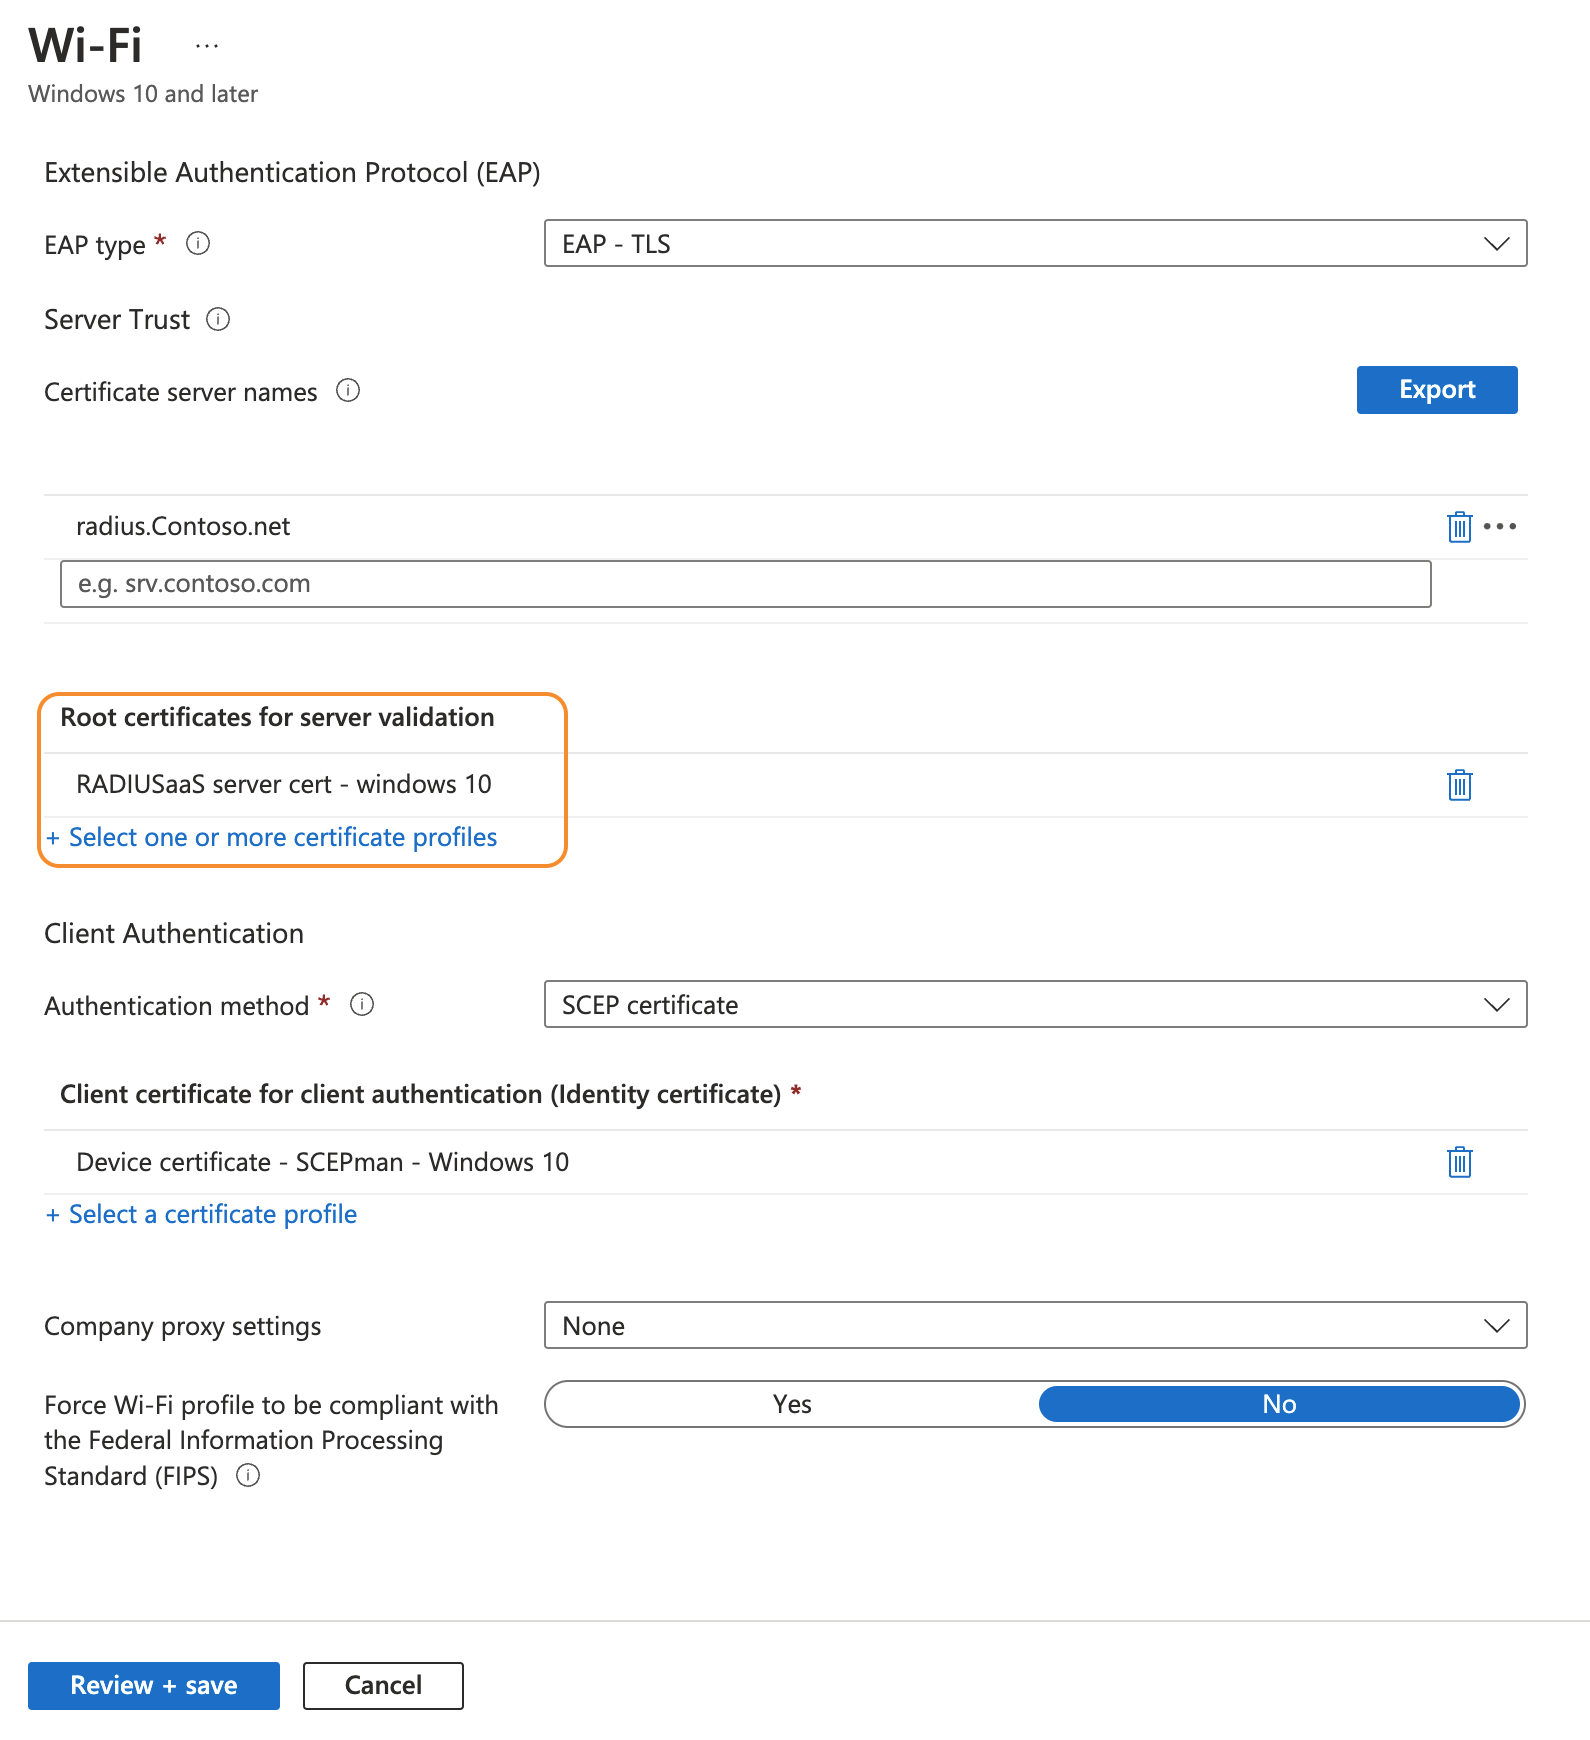 Wi-Fi ...
Windows 10 and later
Extensible Authentication Protocol (EAP)
EAP type *
EAP - TLS
Server Trust
Certificate server names
Export
radius.Contoso.net
e.g. srv.contoso.com
Root certificates for server validation
RADIUSaaS server cert - windows 10
+ Select one or more certificate profiles
Client Authentication
Authentication method *
SCEP certificate
Client certificate for client authentication (Identity certificate) *
Device certificate - SCEPman - Windows 10
+ Select a certificate profile
Company proxy settings
None
Force Wi-Fi profile to be compliant with
the Federal Information Processing
Standard (FIPS)
Yes
No
Review + save
Cancel